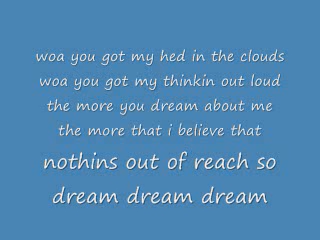 woa you got my hed in the clouds
woa you got my thinkin out loud
the more you dream about me
the more that i believe that
nothins out of reach so
dream dream dream